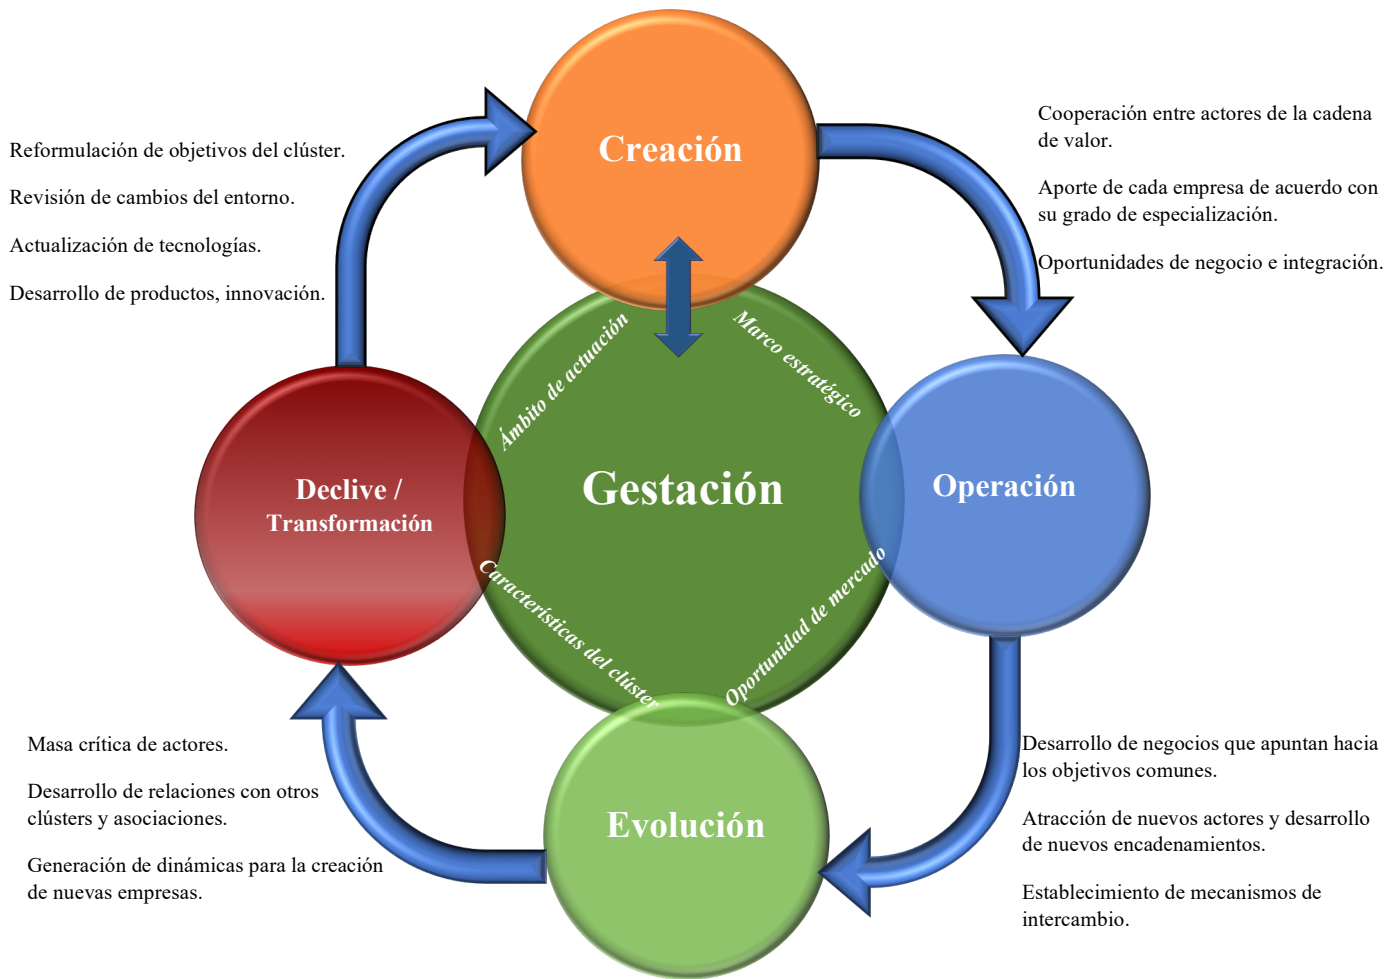 Creación
Cooperación entre actores de la cadena
de valor.
Aporte de cada empresa de acuerdo con
su grado de especialización.
Oportunidades de negocio e integración.
Reformulación de objetivos del clúster.
Revisión de cambios del entorno.
Actualización de tecnologías.
Desarrollo de productos, innovación.
Ámbito de actuación
Marco estratégico
Declive /
Transformación
Gestación
Operación
Características del clúster
Oportunidad de mercado
Evolución
Masa crítica de actores.
Desarrollo de relaciones con otros
clústers y asociaciones.
Generación de dinámicas para la creación
de nuevas empresas.
Desarrollo de negocios que apuntan hacia
los objetivos comunes.
Atracción de nuevos actores y desarrollo
de nuevos encadenamientos.
Establecimiento de mecanismos de
intercambio.